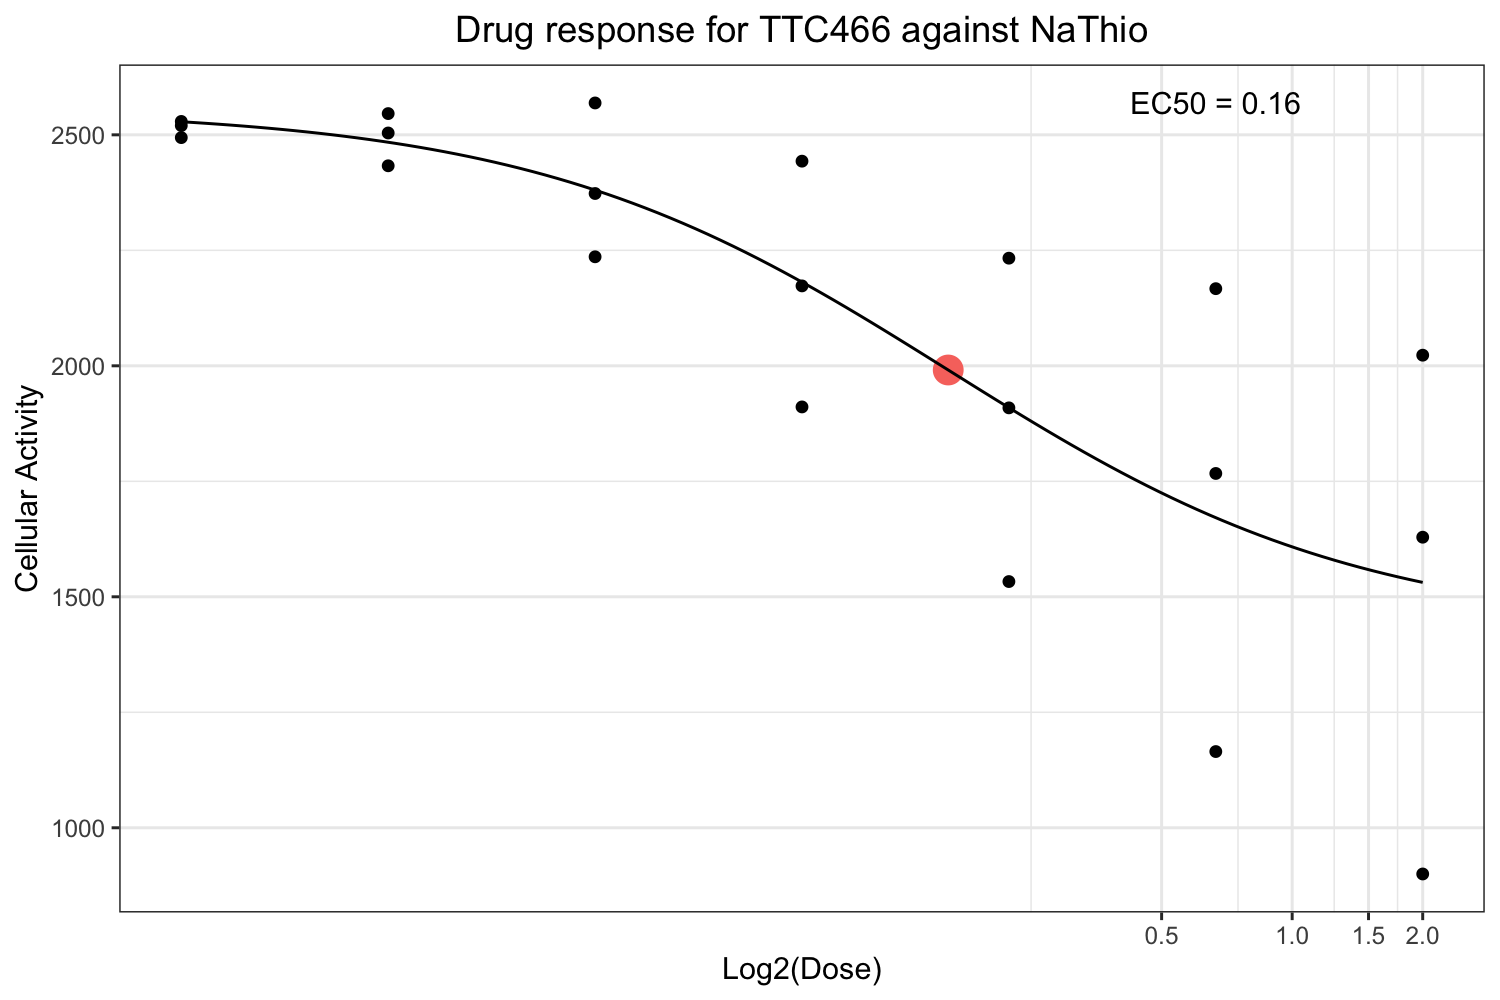 Drug response for TTC466 against NaThio
EC50 = 0.16
2500
2000
1500
1000
Cellular Activity
0.5 1.0 1.5 2.0
Log2(Dose)